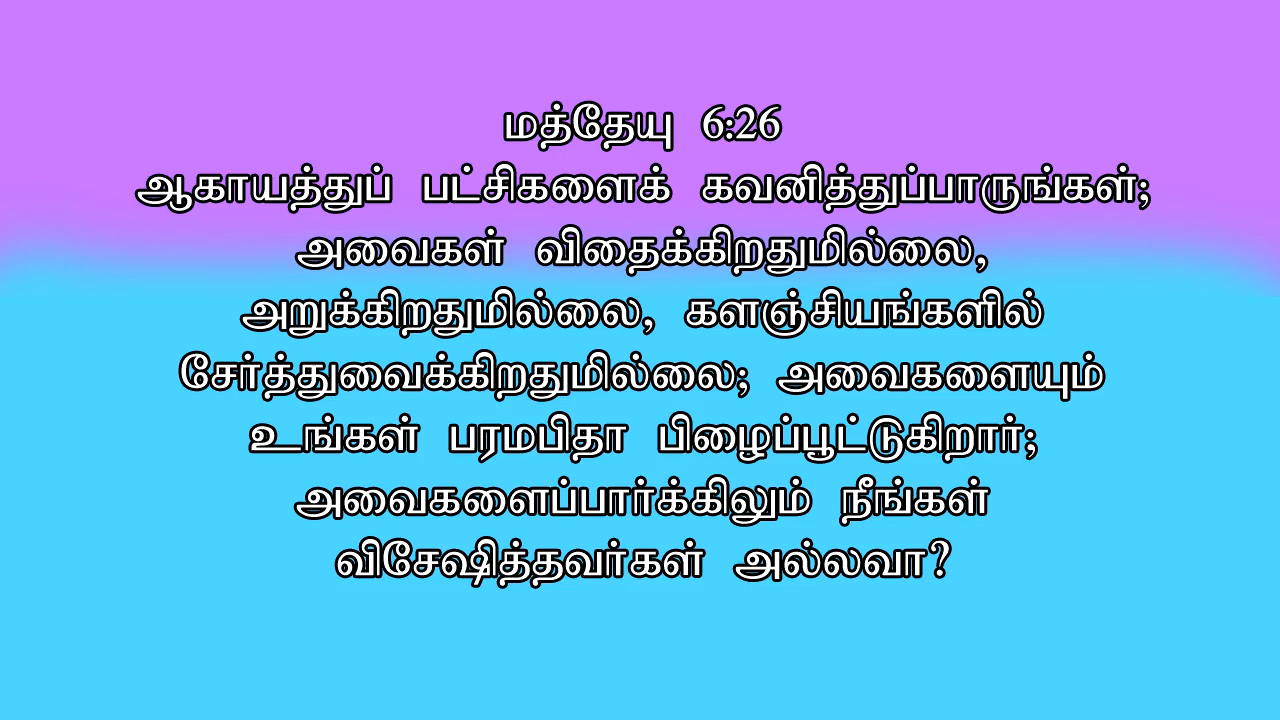 மத்தேயு 6:26
ஆகாயத்துப் பட்சிகளைக் கவனித்துப்பாருங்கள்;
அவைகள் விதைக்கிறதுமில்லை,
அறுக்கிறதுமில்லை, களஞ்சியங்களில்
சேர்த்துவைக்கிறதுமில்லை; அவைகளையும்
உங்கள் பரமபிதா பிழைப்பூட்டுகிறார்;
அவைகளைப்பார்க்கிலும் நீங்கள்
விசேஷித்தவர்கள் அல்லவா?